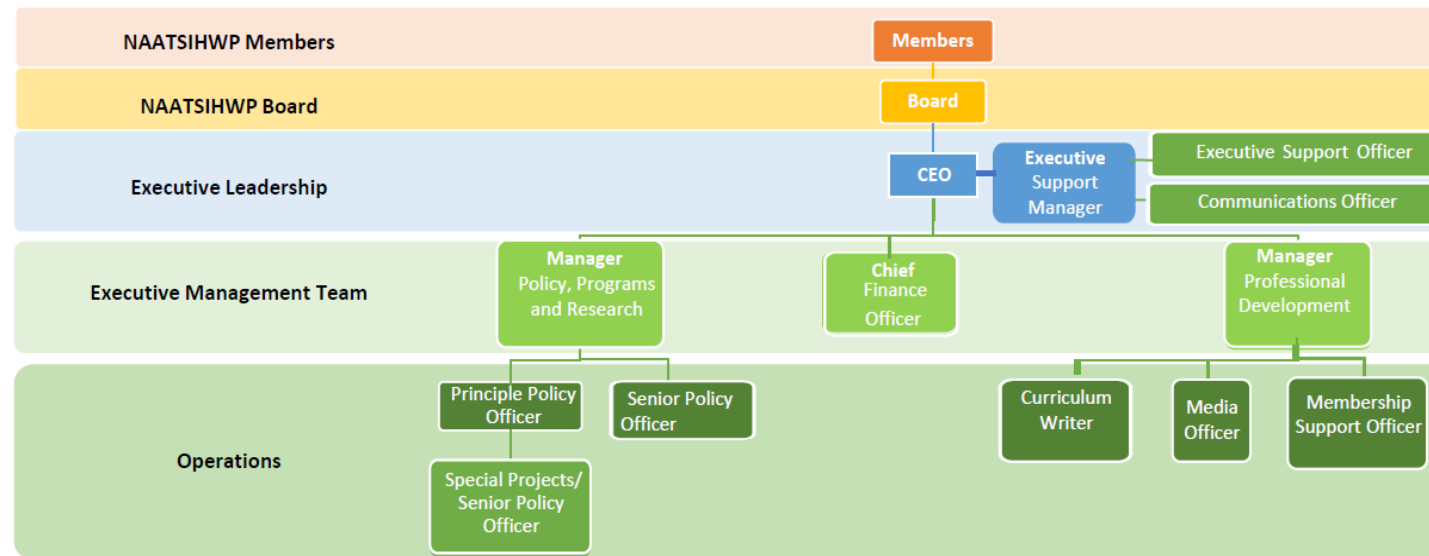 NAATSIHWP Members
Members
NAATSIHWP Board
Board
Executive Leadership
CEO
Executive
Support
Manager
Executive Support Officer
Communications Officer
Executive Management Team
Manager
Policy, Programs
and Research
Chief
Finance
Officer
Manager
Professional
Development
Operations
Principle Policy
Officer
Senior Policy
Officer
Special Projects/
Senior Policy
Officer
Curriculum
Writer
Media
Officer
Membership
Support Officer